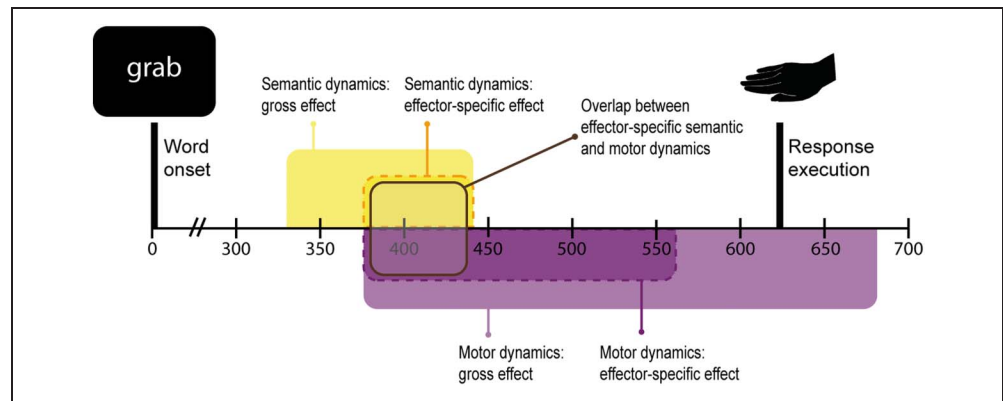 grab
Semantic dynamics:
gross effect
Semantic dynamics:
effector-specific effect
Overlap between
effector-specific semantic
and motor dynamics
Word
onset
Response
execution
0 300 350 400 450 500 550 600 650 700
Motor dynamics:
gross effect
Motor dynamics:
effector-specific effect